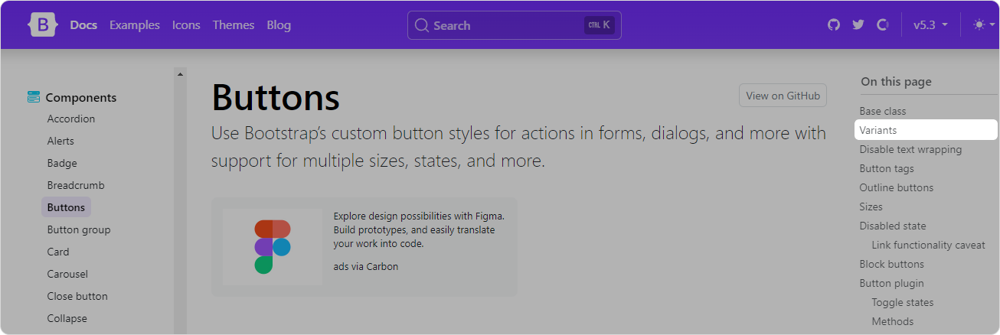 B Docs Examples Icons Themes Blog Search CTRL K v5.3
Components
Accordion
Alerts
Badge
Breadcrumb
Buttons
Button group
Card
Carousel
Close button
Collapse
Buttons
View on GitHub
Use Bootstrap’s custom button styles for actions in forms, dialogs, and more with
support for multiple sizes, states, and more.
Explore design possibilities with Figma.
Build prototypes, and easily translate
your work into code.
ads via Carbon
On this page
Base class
Variants
Disable text wrapping
Button tags
Outline buttons
Sizes
Disabled state
Link functionality caveat
Block buttons
Button plugin
Toggle states
Methods